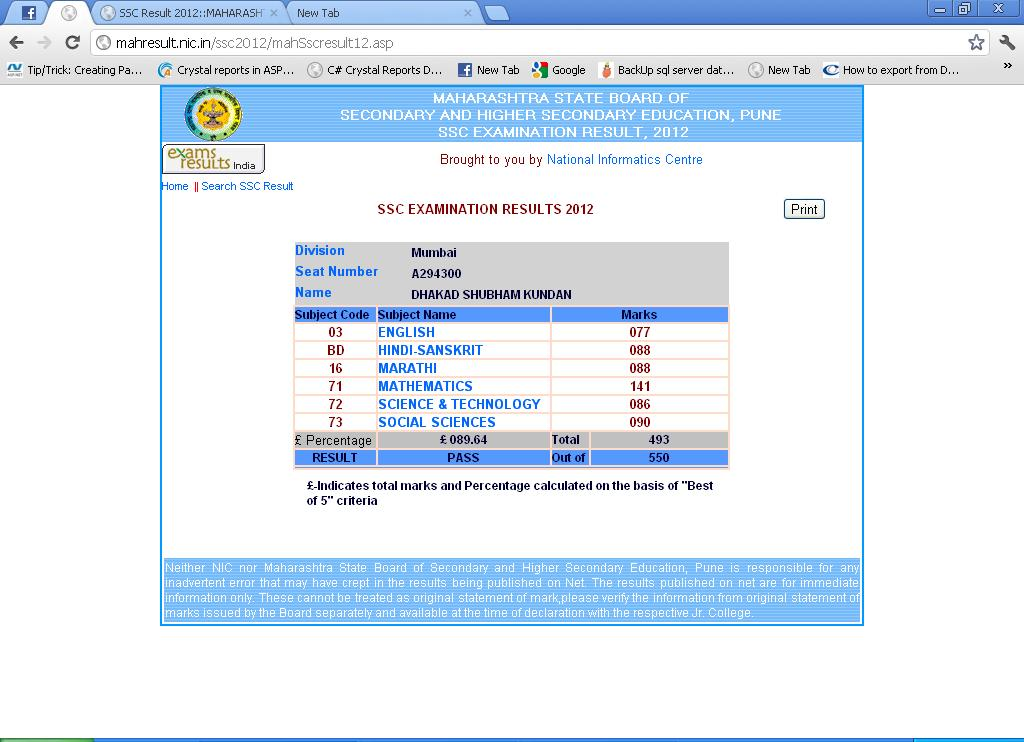 SSC Result 2012::MAHARASHT
New Tab
mahresult.nic.in/ssc2012/mahSscresult12.asp
Tip/Trick: Creating Pa... Crystal reports in ASP... C# Crystal Reports D... New Tab Google BackUp sql server dat... New Tab How to export from D... »
MAHARASHTRA STATE BOARD OF
SECONDARY AND HIGHER SECONDARY EDUCATION, PUNE
SSC EXAMINATION RESULT, 2012
exams results India
Brought to you by National Informatics Centre
Home || Search SSC Result
SSC EXAMINATION RESULTS 2012
Print
Division Mumbai
Seat Number A294300
Name DHAKAD SHUBHAM KUNDAN
Subject Code Subject Name Marks
03 ENGLISH 077
BD HINDI-SANSKRIT 088
16 MARATHI 088
71 MATHEMATICS 141
72 SCIENCE & TECHNOLOGY 086
73 SOCIAL SCIENCES 090
£ Percentage £ 089.64 Total 493
RESULT PASS Out of 550
£-Indicates total marks and Percentage calculated on the basis of "Best
of 5" criteria
Neither NIC nor Maharashtra State Board of Secondary and Higher Secondary Education, Pune is responsible for any
inadvertent error that may have crept in the results being published on Net. The results published on net are for immediate
information only. These cannot be treated as original statement of mark,please verify the information from original statement of
marks issued by the Board separately and available at the time of declaration with the respective Jr. College.